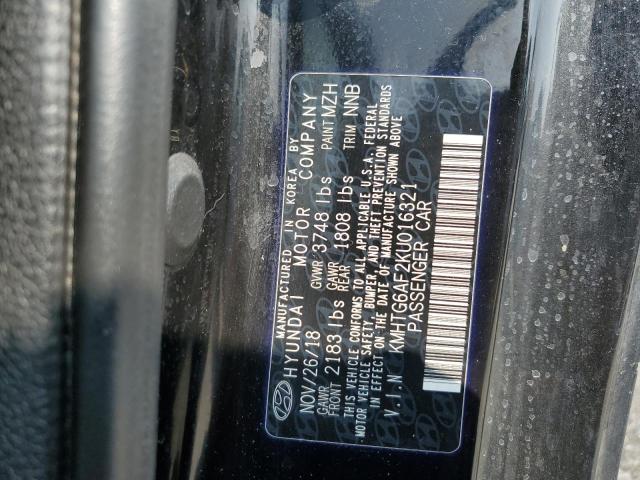 MANUFACTURED IN KOREA BY
HYUNDAI MOTOR COMPANY
NOV/26/18 GVWR 3748 lbs PAINT MZH
GAWR FRONT 2183 lbs GAWR REAR 1808 lbs TRIM NNB
THIS VEHICLE CONFORMS TO ALL APPLICABLE U.S.A. FEDERAL
MOTOR VEHICLE SAFETY, BUMPER, AND THEFT PREVENTION STANDARDS
IN EFFECT ON THE DATE OF MANUFACTURE SHOWN ABOVE
V.I.N KMHTG6AF2KU016321
PASSENGER CAR